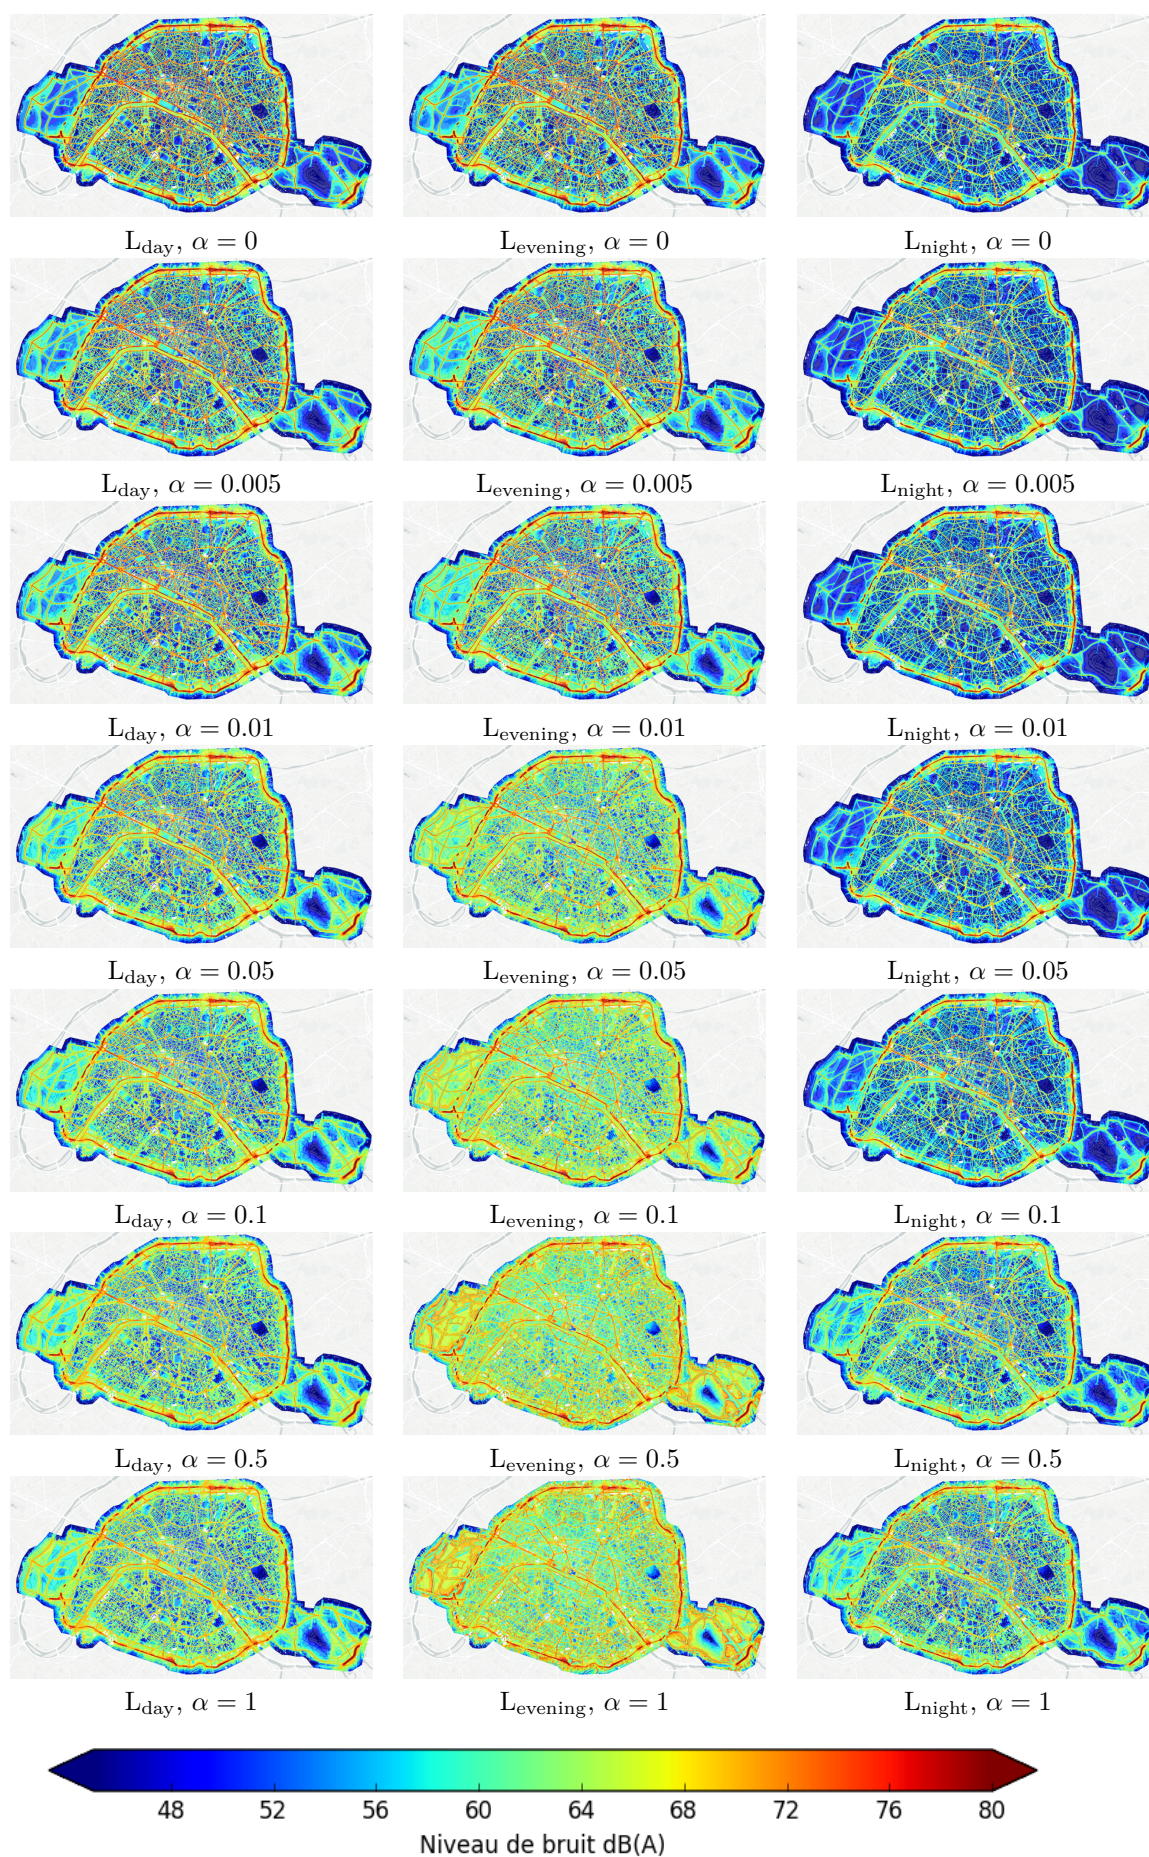 L_day, α = 0 L_evening, α = 0 L_night, α = 0
L_day, α = 0.005 L_evening, α = 0.005 L_night, α = 0.005
L_day, α = 0.01 L_evening, α = 0.01 L_night, α = 0.01
L_day, α = 0.05 L_evening, α = 0.05 L_night, α = 0.05
L_day, α = 0.1 L_evening, α = 0.1 L_night, α = 0.1
L_day, α = 0.5 L_evening, α = 0.5 L_night, α = 0.5
L_day, α = 1 L_evening, α = 1 L_night, α = 1
48 52 56 60 64 68 72 76 80
Niveau de bruit dB(A)